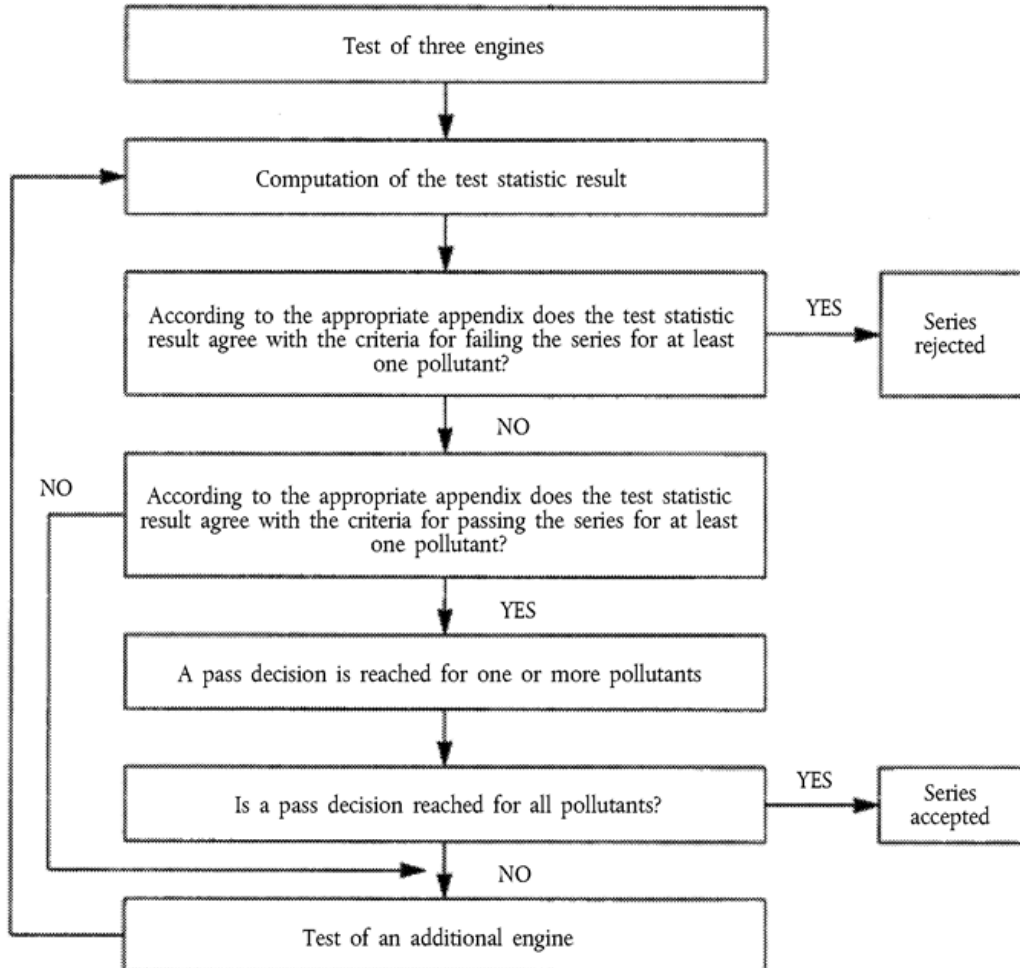 Test of three engines
Computation of the test statistic result
According to the appropriate appendix does the test statistic
result agree with the criteria for failing the series for at least
one pollutant?
YES
Series
rejected
NO
According to the appropriate appendix does the test statistic
result agree with the criteria for passing the series for at least
one pollutant?
NO
YES
A pass decision is reached for one or more pollutants
Is a pass decision reached for all pollutants?
YES
Series
accepted
NO
Test of an additional engine